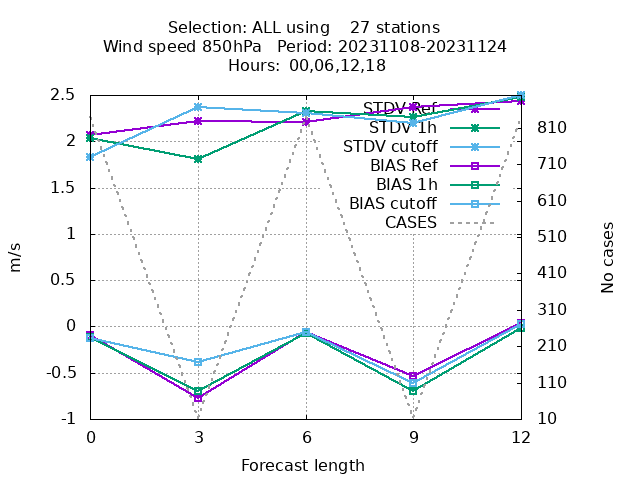 Selection: ALL using    27 stations
Wind speed 850hPa   Period: 20231108-20231124
Hours:  00,06,12,18
STDV Ref
STDV 1h
STDV cutoff
BIAS Ref
BIAS 1h
BIAS cutoff
CASES
2.5
2
1.5
1
0.5
0
-0.5
-1
m/s
810
710
610
510
410
310
210
110
10
No cases
0
3
6
9
12
Forecast length